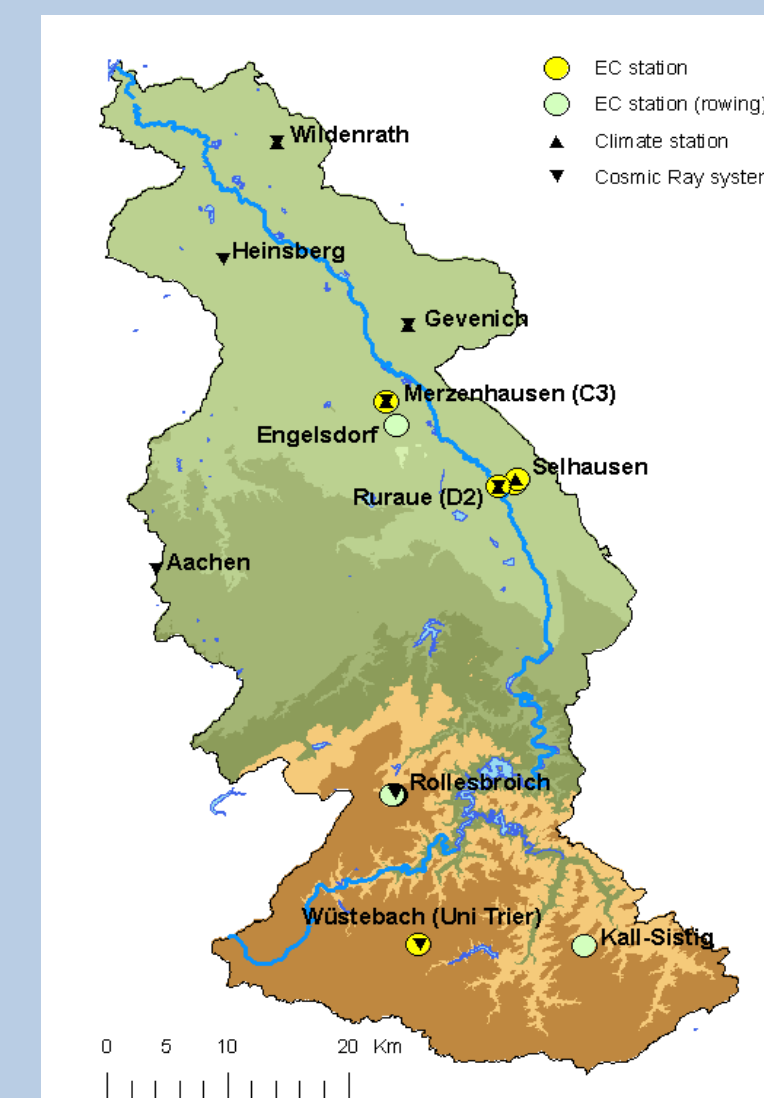 EC station
EC station (rowing)
Climate station
Cosmic Ray system
Wildenrath
Heinsberg
Gevenich
Merzenhausen (C3)
Engelsdorf
Selhausen
Ruraue (D2)
Aachen
Rollesbroich
Wüstebach (Uni Trier)
Kall-Sistig
0 5 10 20 Km